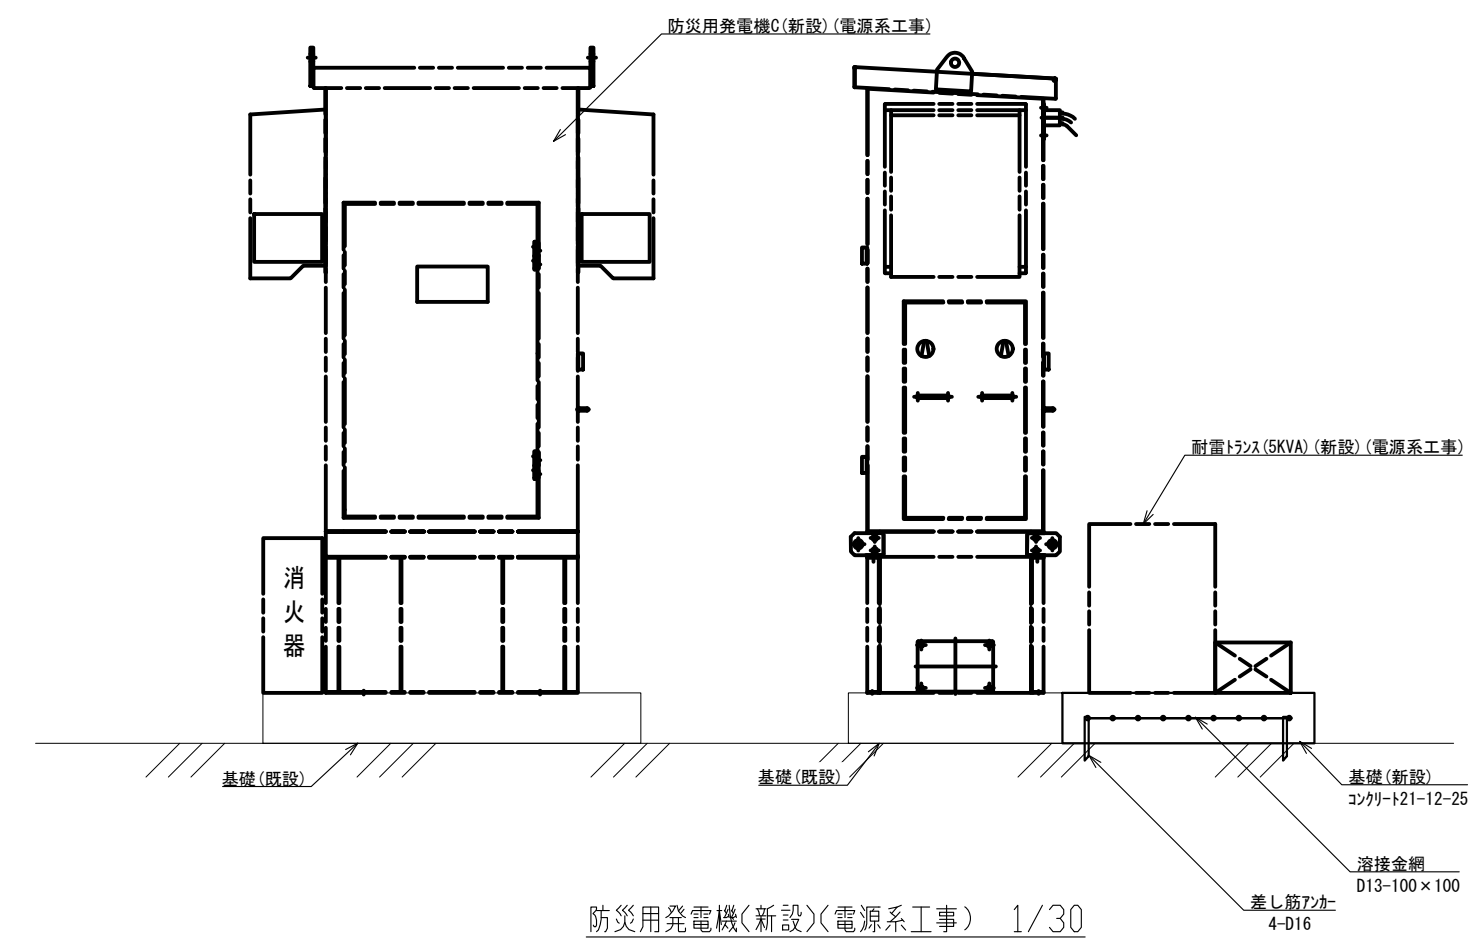 防災用発電機C(新設)(電源系工事)
耐雷トランス(5KVA)(新設)(電源系工事)
消
火
器
基礎(既設)
基礎(既設)
基礎(新設)
コンクリート21-12-25
溶接金網
D13-100×100
差し筋アンカー
4-D16
防災用発電機(新設)(電源系工事) 1/30